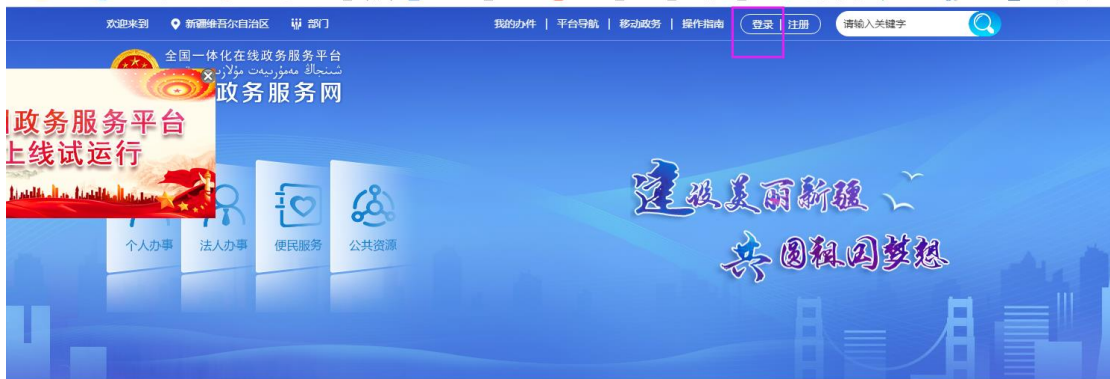 欢迎来到 新疆维吾尔自治区 部门 我的办件 | 平台导航 | 移动政务 | 操作指南 登录 | 注册 请输入关键字
全国一体化在线政务服务平台
شىنجاڭ مەمۇرىيەت مۇلازىمەت
政务服务网
政务服务平台
上线试运行
建设美丽新疆
共圆祖国梦想
个人办事 法人办事 便民服务 公共资源